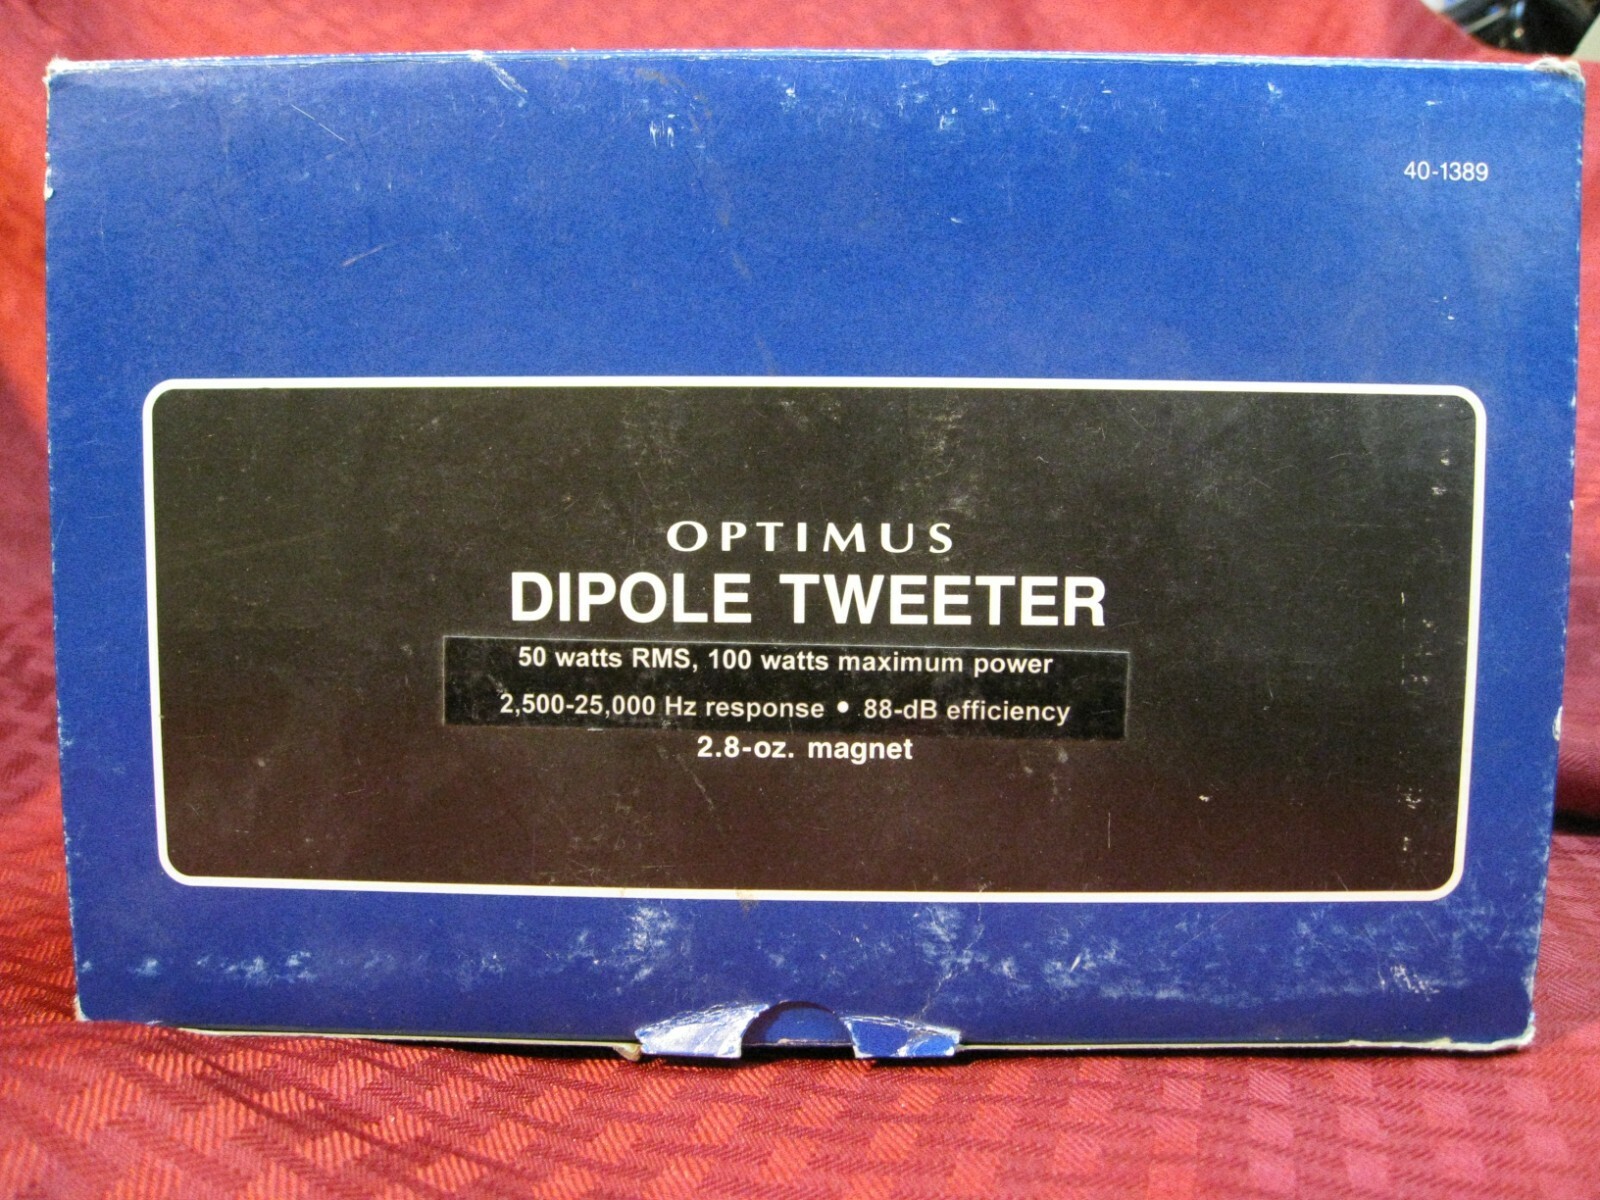 40-1389
OPTIMUS
DIPOLE TWEETER
50 watts RMS, 100 watts maximum power
2,500-25,000 Hz response • 88-dB efficiency
2.8-oz. magnet